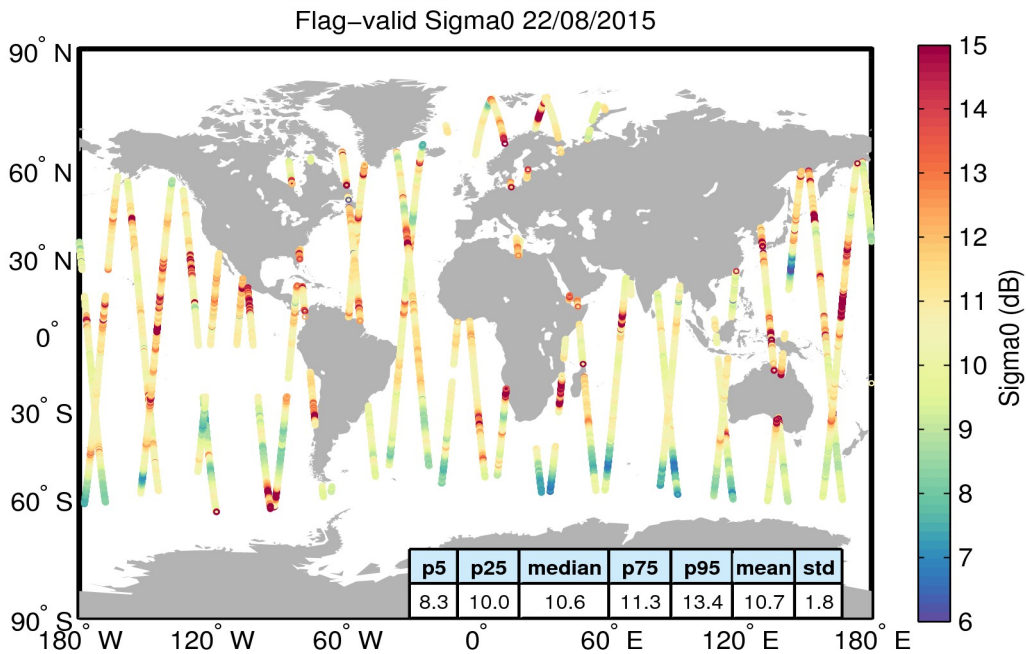 Flag−valid Sigma0 22/08/2015
90° N
60° N
30° N
0°
30° S
60° S
90° S
180° W
120° W
60° W
0°
60° E
120° E
180° E
p5 p25 median p75 p95 mean std
8.3 10.0 10.6 11.3 13.4 10.7 1.8
15
14
13
12
11
10
9
8
7
6
Sigma0 (dB)